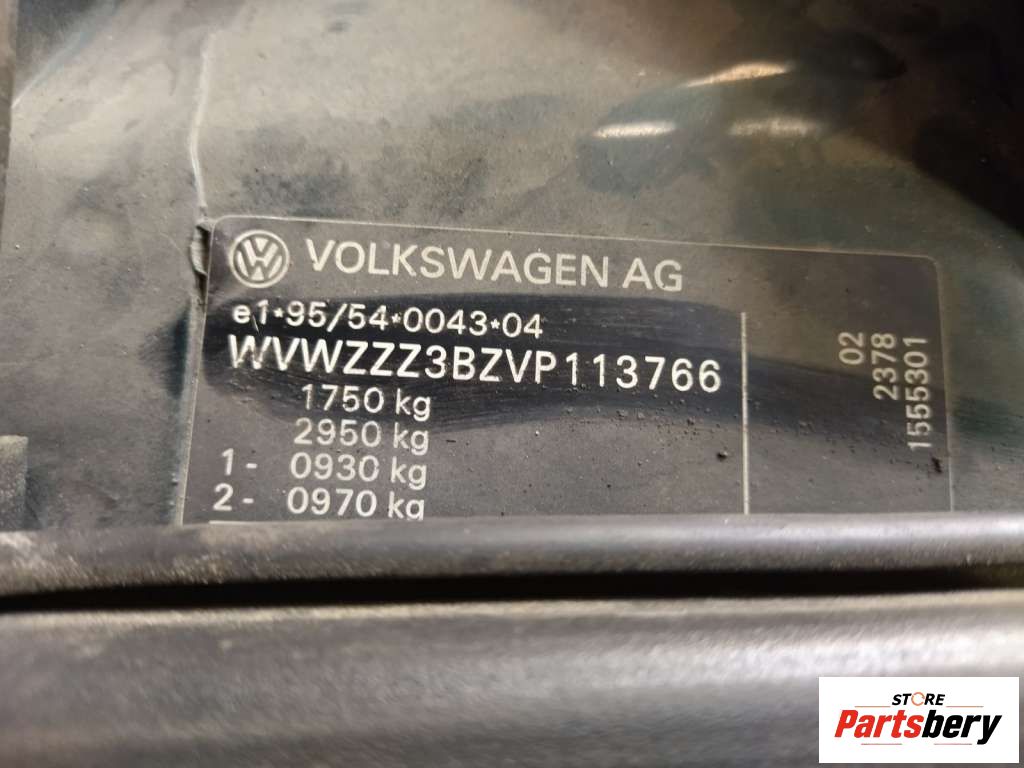 VOLKSWAGEN AG
e1*95/54*0043*04
WVWZZZ3BZVP113766
1750 kg
2950 kg
1- 0930 kg
2- 0970 kg
02
2378
1555301
STORE
Partsbery